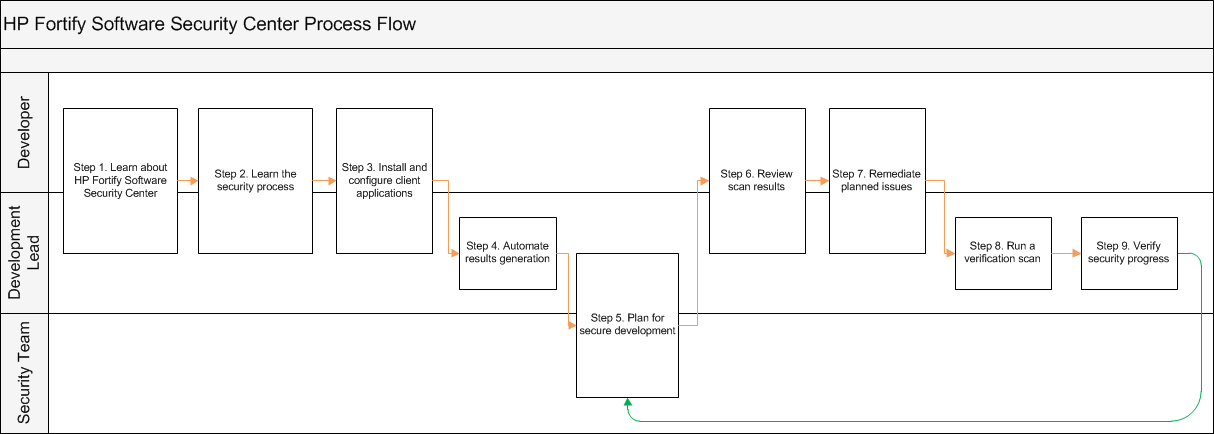 HP Fortify Software Security Center Process Flow
Developer
Step 1. Learn about
HP Fortify Software
Security Center
Step 2. Learn the
security process
Step 3. Install and
configure client
applications
Step 6. Review
scan results
Step 7. Remediate
planned issues
Development
Lead
Step 4. Automate
results generation
Step 8. Run a
verification scan
Step 9. Verify
security progress
Step 5. Plan for
secure development
Security Team